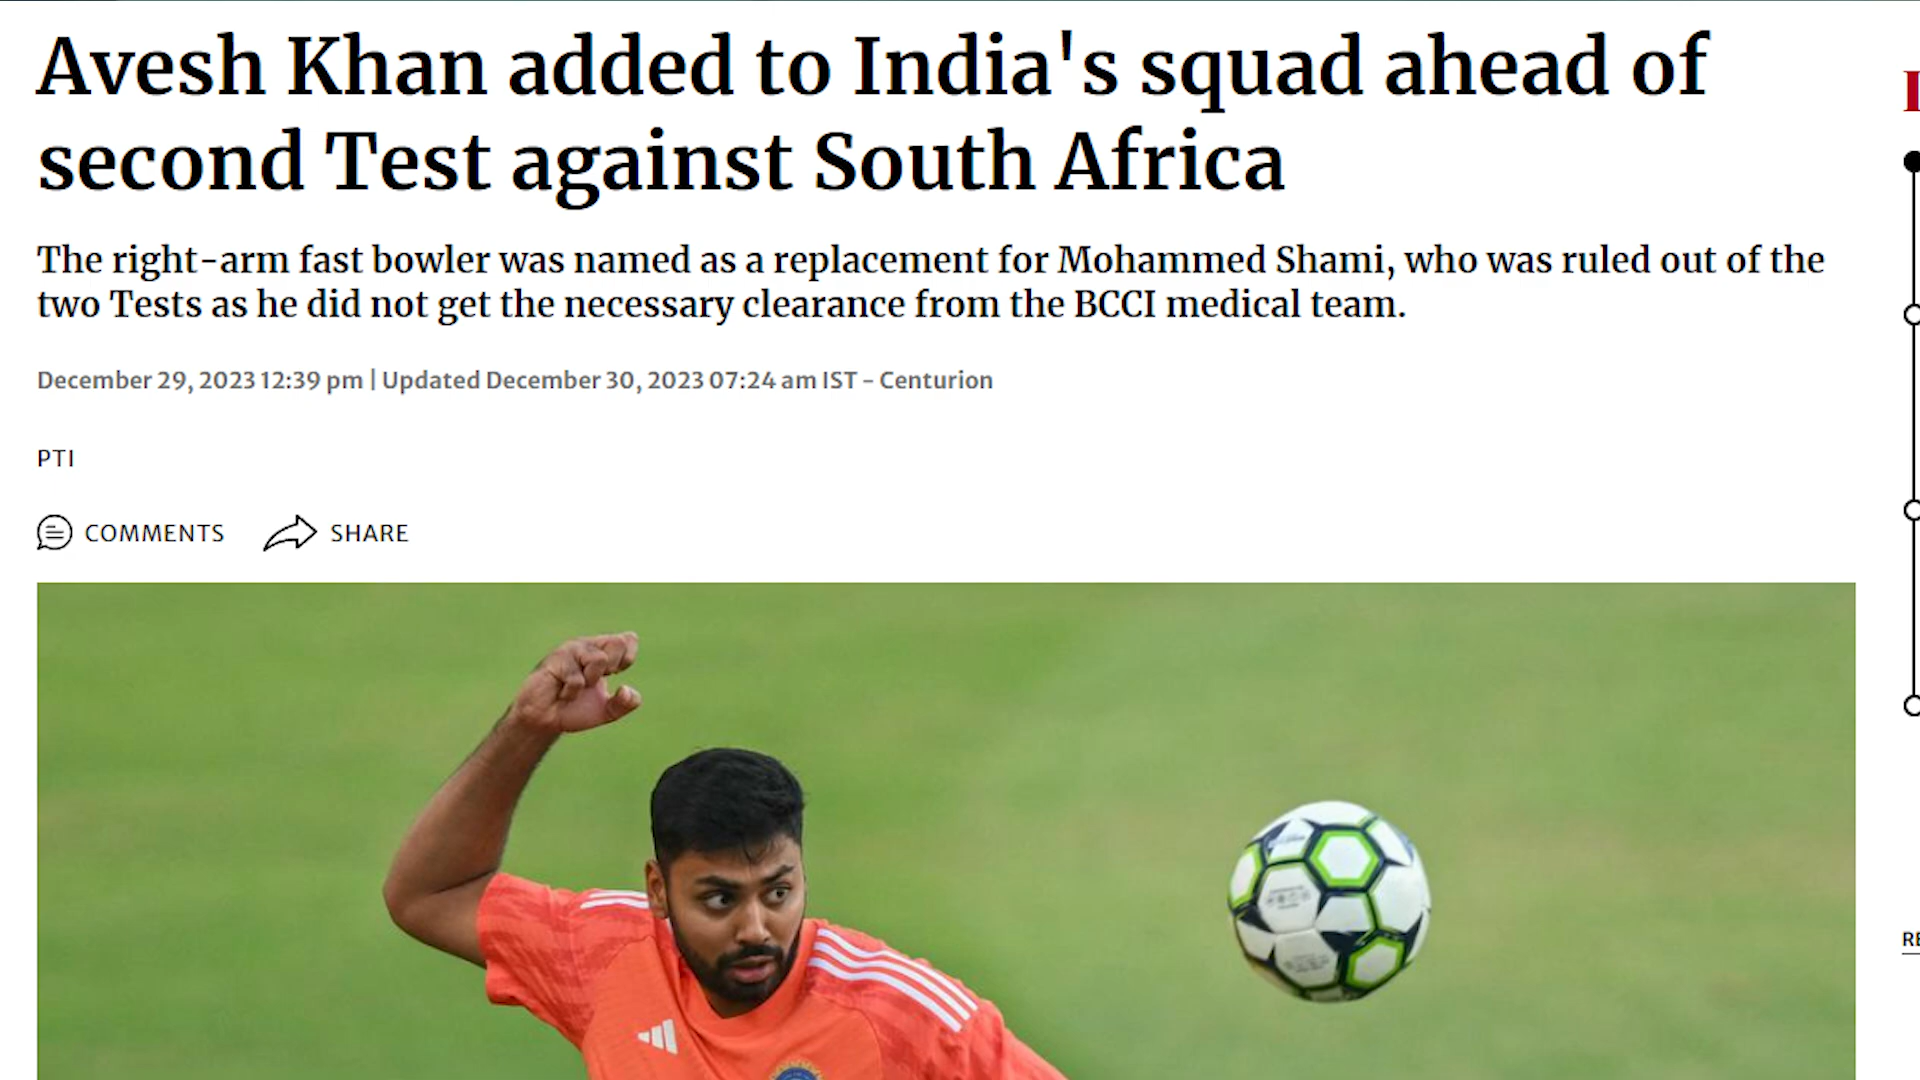 Avesh Khan added to India's squad ahead of
second Test against South Africa
The right-arm fast bowler was named as a replacement for Mohammed Shami, who was ruled out of the
two Tests as he did not get the necessary clearance from the BCCI medical team.
December 29, 2023 12:39 pm | Updated December 30, 2023 07:24 am IST - Centurion
PTI
COMMENTS SHARE